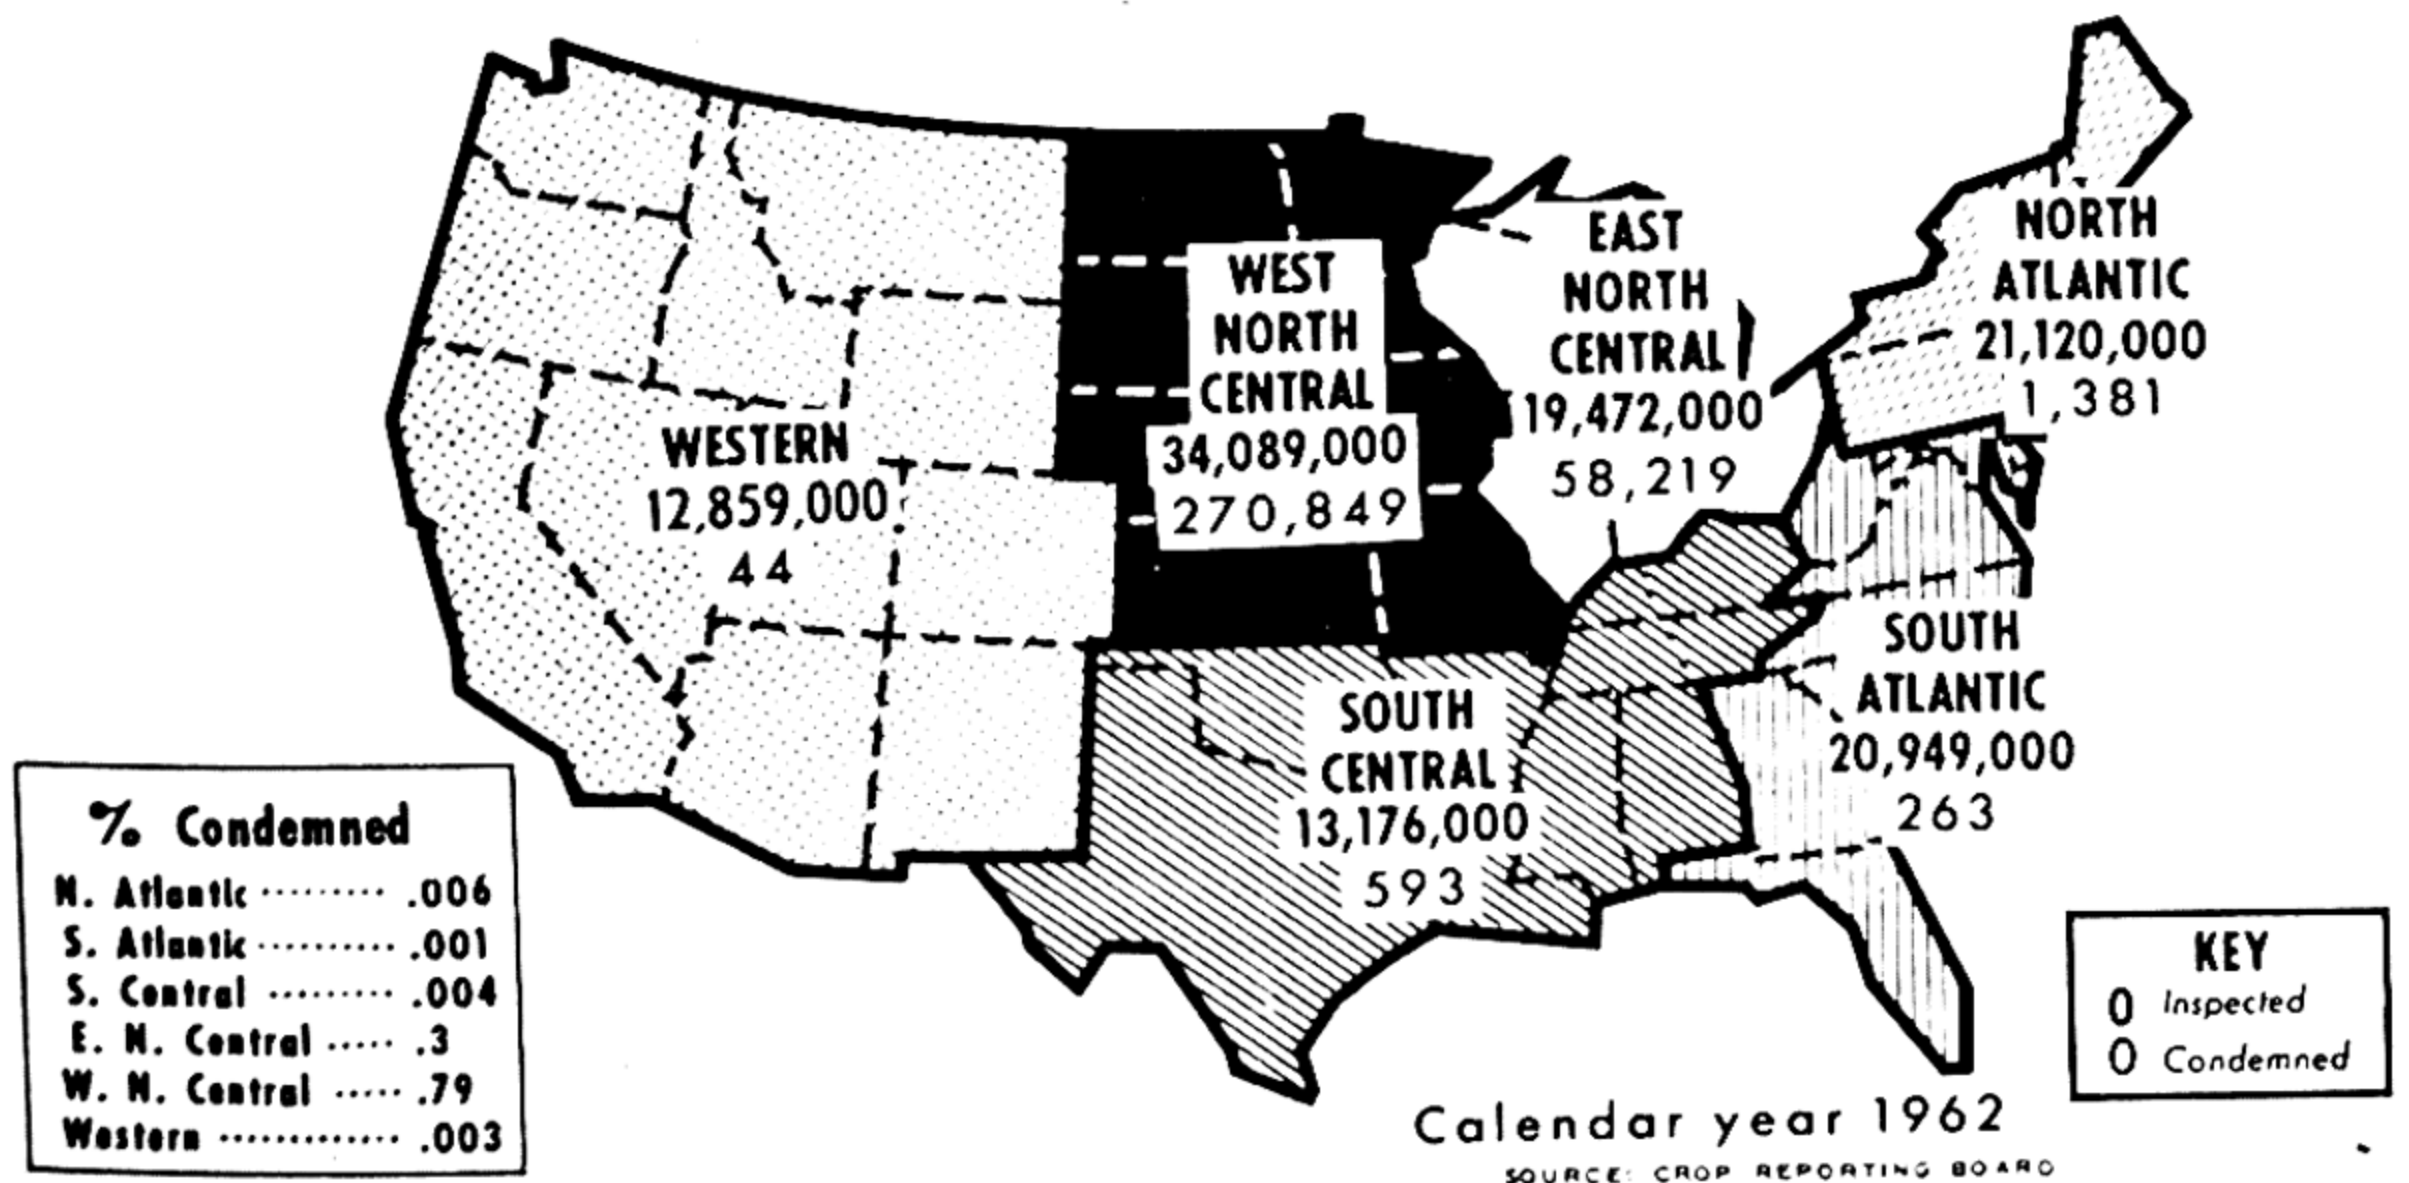 NORTH
ATLANTIC
21,120,000
1,381
EAST
NORTH
CENTRAL
19,472,000
58,219
WEST
NORTH
CENTRAL
34,089,000
270,849
WESTERN
12,859,000
44
SOUTH
ATLANTIC
20,949,000
263
SOUTH
CENTRAL
13,176,000
593
% Condemned
N. Atlantic ......... .006
S. Atlantic .......... .001
S. Central ......... .004
E. N. Central ..... .3
W. N. Central ..... .79
Western ............. .003
KEY
0 Inspected
0 Condemned
Calendar year 1962
SOURCE: CROP REPORTING BOARD